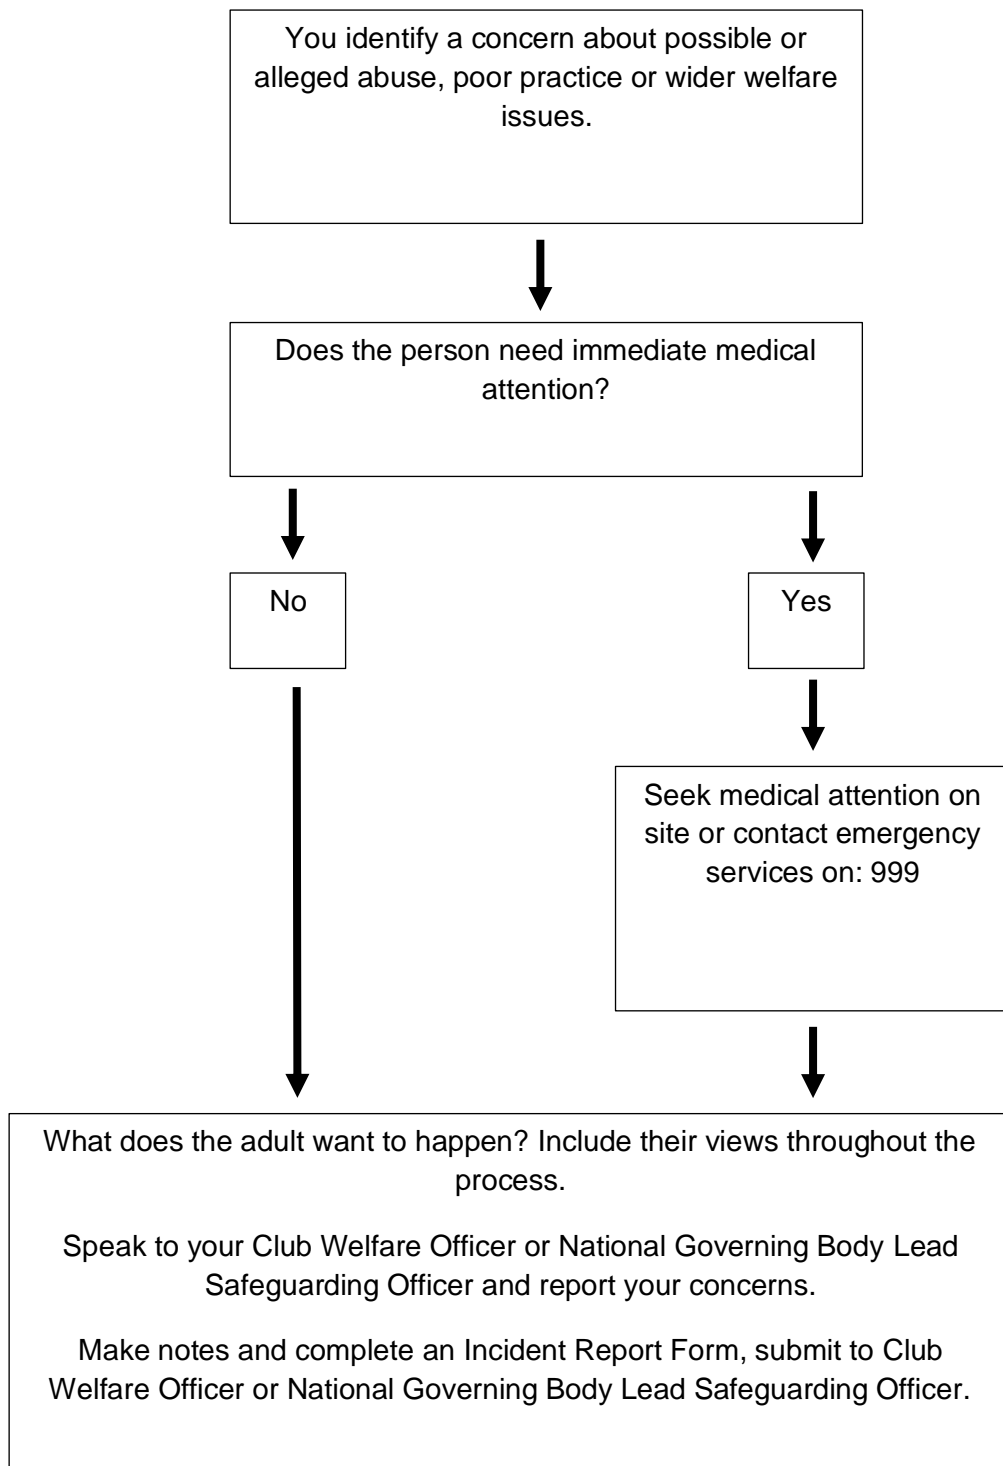 You identify a concern about possible or
alleged abuse, poor practice or wider welfare
issues.
Does the person need immediate medical
attention?
No
Yes
Seek medical attention on
site or contact emergency
services on: 999
What does the adult want to happen? Include their views throughout the
process.
Speak to your Club Welfare Officer or National Governing Body Lead
Safeguarding Officer and report your concerns.
Make notes and complete an Incident Report Form, submit to Club
Welfare Officer or National Governing Body Lead Safeguarding Officer.